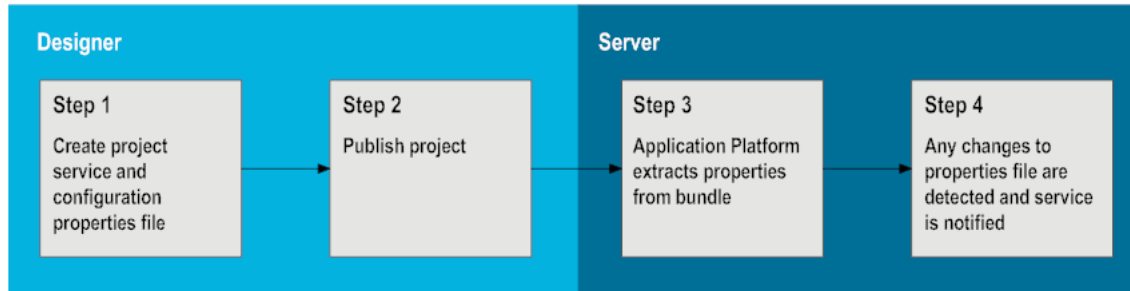 Designer
Step 1
Create project
service and
configuration
properties file
Step 2
Publish project
Server
Step 3
Application Platform
extracts properties
from bundle
Step 4
Any changes to
properties file are
detected and service
is notified